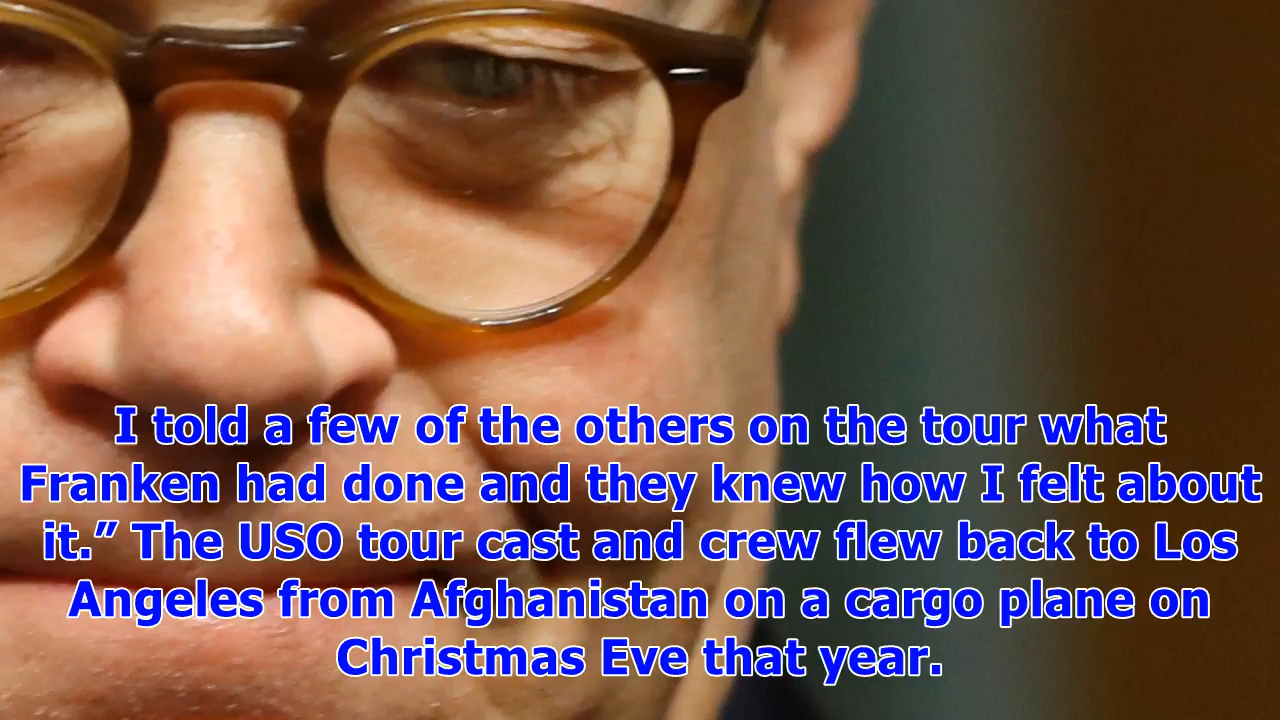 I told a few of the others on the tour what
Franken had done and they knew how I felt about
it.” The USO tour cast and crew flew back to Los
Angeles from Afghanistan on a cargo plane on
Christmas Eve that year.